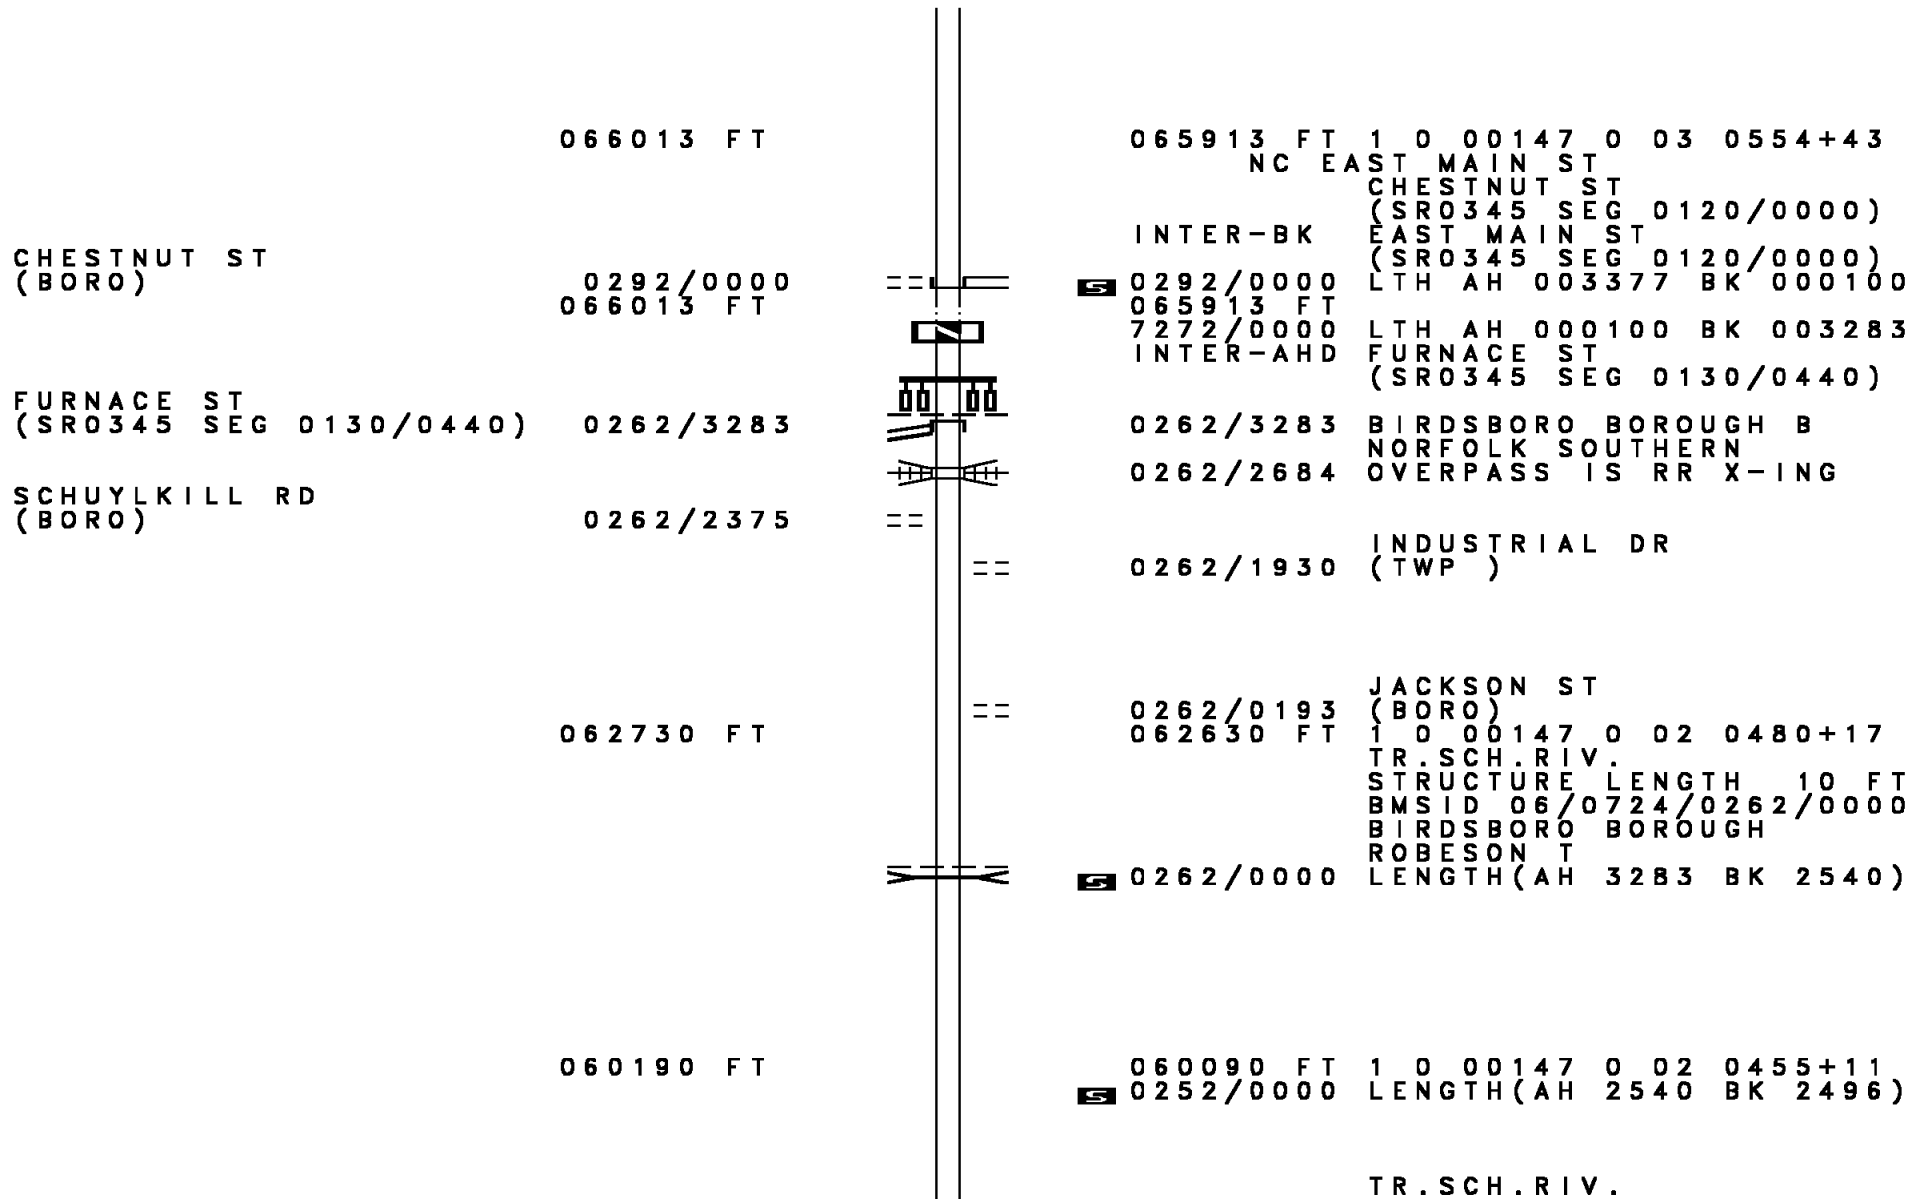 066013 FT 065913 FT 1 0 00147 0 03 0554+43
NC EAST MAIN ST
CHESTNUT ST
(SR0345 SEG 0120/0000)
INTER-BK EAST MAIN ST
CHESTNUT ST (SR0345 SEG 0120/0000)
(BORO) 0292/0000 S 0292/0000 LTH AH 003377 BK 000100
066013 FT 065913 FT
7272/0000 LTH AH 000100 BK 003283
INTER-AHD FURNACE ST
(SR0345 SEG 0130/0440)
FURNACE ST
(SR0345 SEG 0130/0440) 0262/3283 0262/3283 BIRDSBORO BOROUGH B
NORFOLK SOUTHERN
0262/2684 OVERPASS IS RR X-ING
SCHUYLKILL RD
(BORO) 0262/2375
INDUSTRIAL DR
0262/1930 (TWP )
JACKSON ST
0262/0193 (BORO)
062730 FT 062630 FT 1 0 00147 0 02 0480+17
TR.SCH.RIV.
STRUCTURE LENGTH 10 FT
BMSID 06/0724/0262/0000
BIRDSBORO BOROUGH
ROBESON T
S 0262/0000 LENGTH(AH 3283 BK 2540)
060190 FT 060090 FT 1 0 00147 0 02 0455+11
S 0252/0000 LENGTH(AH 2540 BK 2496)
TR.SCH.RIV.